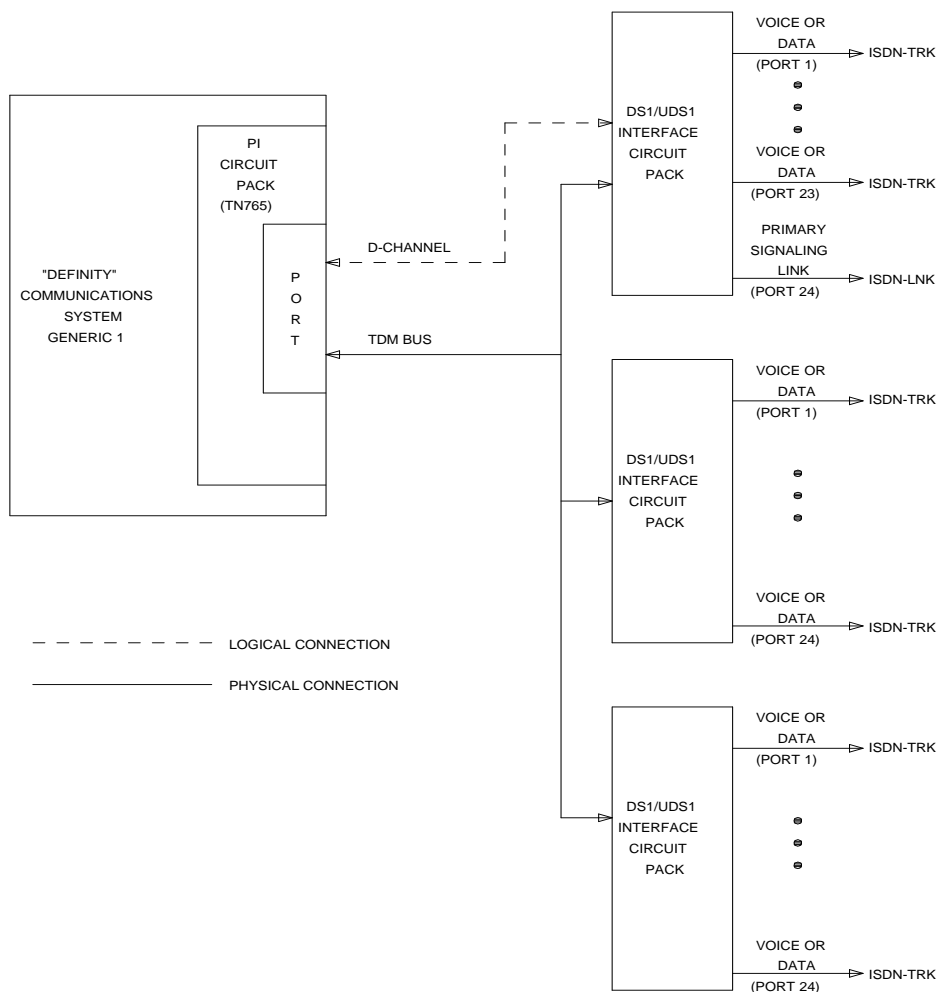 "DEFINITY"
COMMUNICATIONS
SYSTEM
GENERIC 1
PI
CIRCUIT
PACK
(TN765)
P
O
R
T
D-CHANNEL
TDM BUS
DS1/UDS1
INTERFACE
CIRCUIT
PACK
VOICE OR
DATA
(PORT 1)
ISDN-TRK
VOICE OR
DATA
(PORT 23)
ISDN-TRK
PRIMARY
SIGNALING
LINK
(PORT 24)
ISDN-LNK
DS1/UDS1
INTERFACE
CIRCUIT
PACK
VOICE OR
DATA
(PORT 1)
ISDN-TRK
VOICE OR
DATA
(PORT 24)
ISDN-TRK
LOGICAL CONNECTION
PHYSICAL CONNECTION
DS1/UDS1
INTERFACE
CIRCUIT
PACK
VOICE OR
DATA
(PORT 1)
ISDN-TRK
VOICE OR
DATA
(PORT 24)
ISDN-TRK